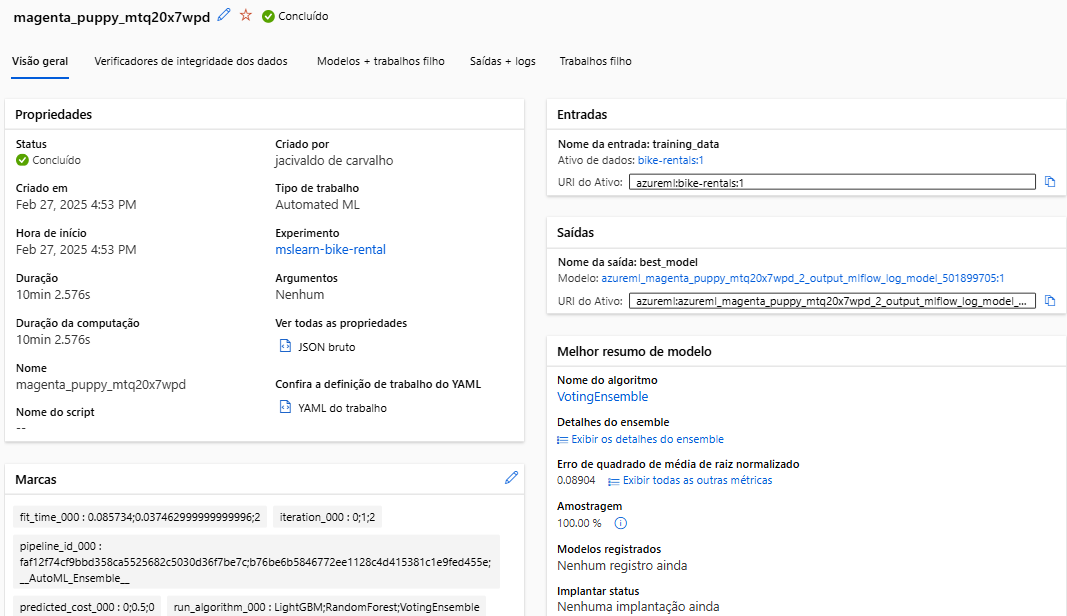 magenta_puppy_mtq20x7wpd Concluído
Visão geral Verificadores de integridade dos dados Modelos + trabalhos filho Saídas + logs Trabalhos filho
Propriedades
Status
Concluído
Criado em
Feb 27, 2025 4:53 PM
Hora de início
Feb 27, 2025 4:53 PM
Duração
10min 2.576s
Duração da computação
10min 2.576s
Nome
magenta_puppy_mtq20x7wpd
Nome do script
--
Criado por
jacivaldo de carvalho
Tipo de trabalho
Automated ML
Experimento
mslearn-bike-rental
Argumentos
Nenhum
Ver todas as propriedades
JSON bruto
Confira a definição de trabalho do YAML
YAML do trabalho
Marcas
fit_time_000 : 0.085734;0.037462999999999996;2 iteration_000 : 0;1;2
pipeline_id_000 :
faf12f74cf9bbd358ca5525682c5030d36f7be7c;b76be6b5846772ee1128c4d415381c1e9fed455e;
__AutoML_Ensemble__
predicted_cost_000 : 0;0.5;0 run_algorithm_000 : LightGBM;RandomForest;VotingEnsemble
Entradas
Nome da entrada: training_data
Ativo de dados: bike-rentals:1
URI do Ativo: azureml:bike-rentals:1
Saídas
Nome da saída: best_model
Modelo: azureml_magenta_puppy_mtq20x7wpd_2_output_mlflow_log_model_501899705:1
URI do Ativo: azureml:azureml_magenta_puppy_mtq20x7wpd_2_output_mlflow_log_model_...
Melhor resumo de modelo
Nome do algoritmo
VotingEnsemble
Detalhes do ensemble
Exibir os detalhes do ensemble
Erro de quadrado de média de raiz normalizado
0.08904 Exibir todas as outras métricas
Amostragem
100.00 %
Modelos registrados
Nenhum registro ainda
Implantar status
Nenhuma implantação ainda